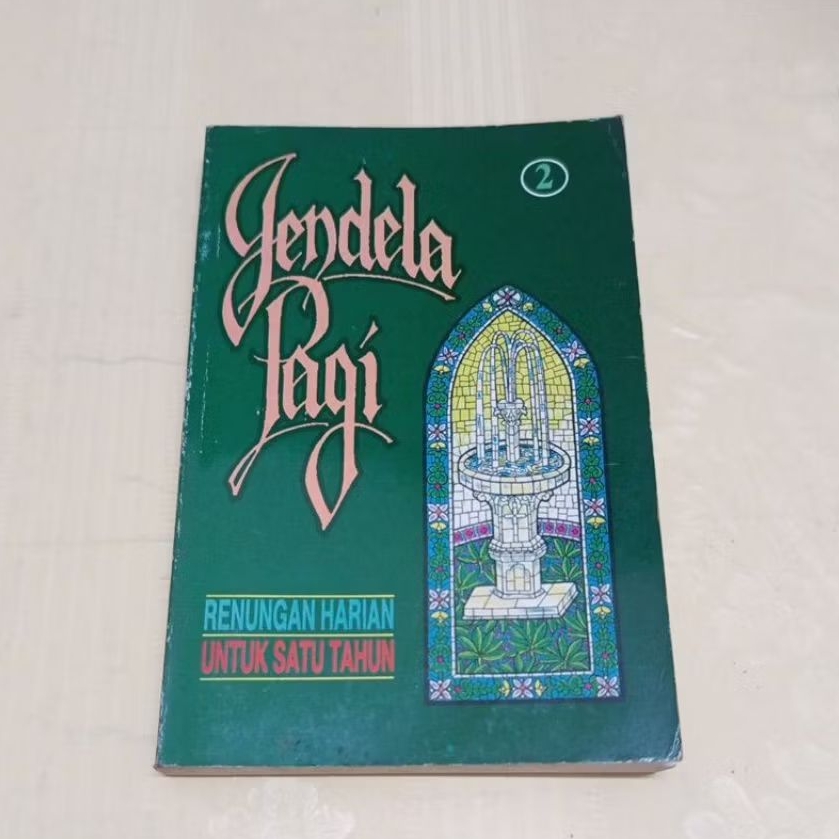 2
Jendela
Pagi
RENUNGAN HARIAN
UNTUK SATU TAHUN